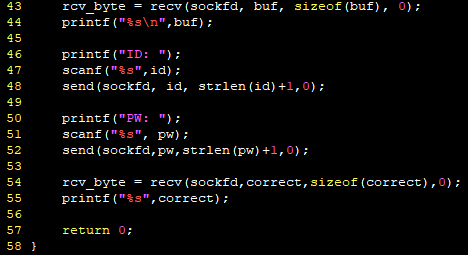 43 rcv_byte = recv(sockfd, buf, sizeof(buf), 0);
44 printf("%s\n",buf);
45
46 printf("ID: ");
47 scanf("%s",id);
48 send(sockfd, id, strlen(id)+1,0);
49
50 printf("PW: ");
51 scanf("%s", pw);
52 send(sockfd,pw,strlen(pw)+1,0);
53
54 rcv_byte = recv(sockfd,correct,sizeof(correct),0);
55 printf("%s",correct);
56
57 return 0;
58 }